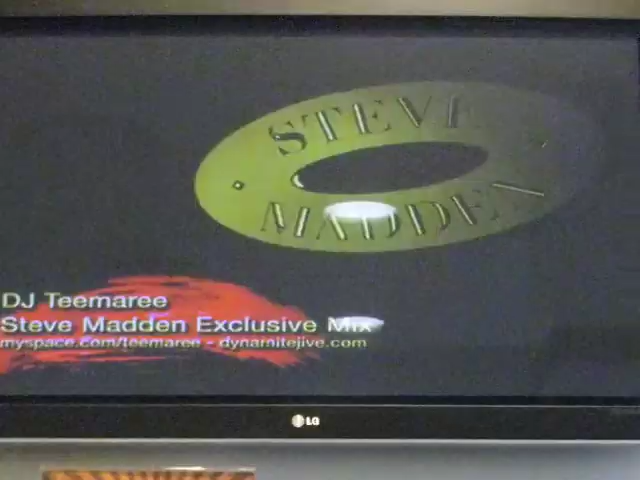 STEVE
MADDEN
DJ Teemaree
Steve Madden Exclusive Mix
myspace.com/teemaree - dynamitejive.com
LG